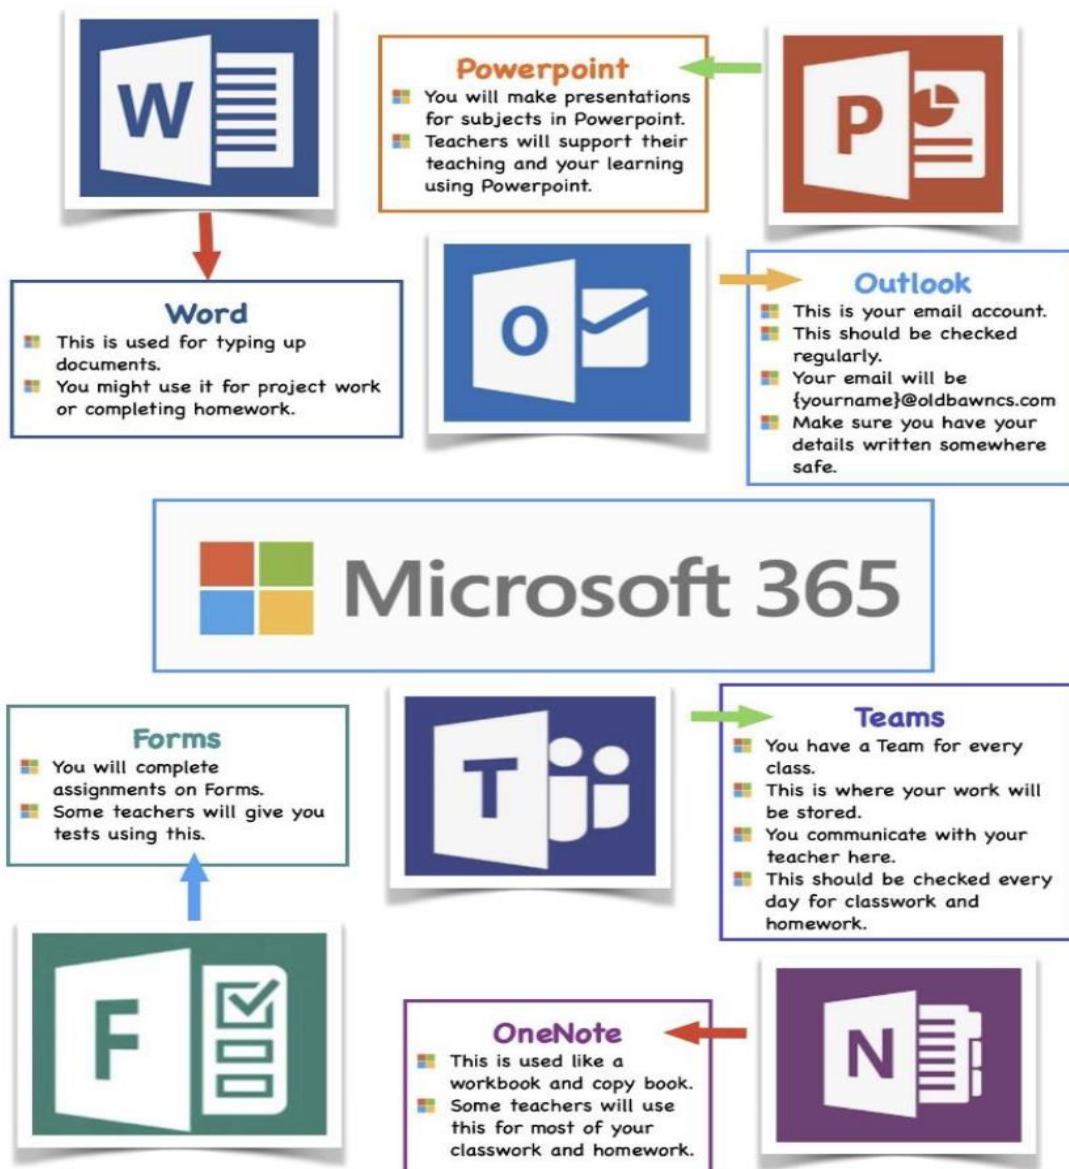 W
Powerpoint
You will make presentations
for subjects in Powerpoint.
Teachers will support their
teaching and your learning
using Powerpoint.
P
Word
This is used for typing up
documents.
You might use it for project work
or completing homework.
O
Outlook
This is your email account.
This should be checked
regularly.
Your email will be
{yourname}@oldbawncs.com
Make sure you have your
details written somewhere
safe.
Microsoft 365
Forms
You will complete
assignments on Forms.
Some teachers will give you
tests using this.
T
Teams
You have a Team for every
class.
This is where your work will
be stored.
You communicate with your
teacher here.
This should be checked every
day for classwork and
homework.
F
OneNote
This is used like a
workbook and copy book.
Some teachers will use
this for most of your
classwork and homework.
N